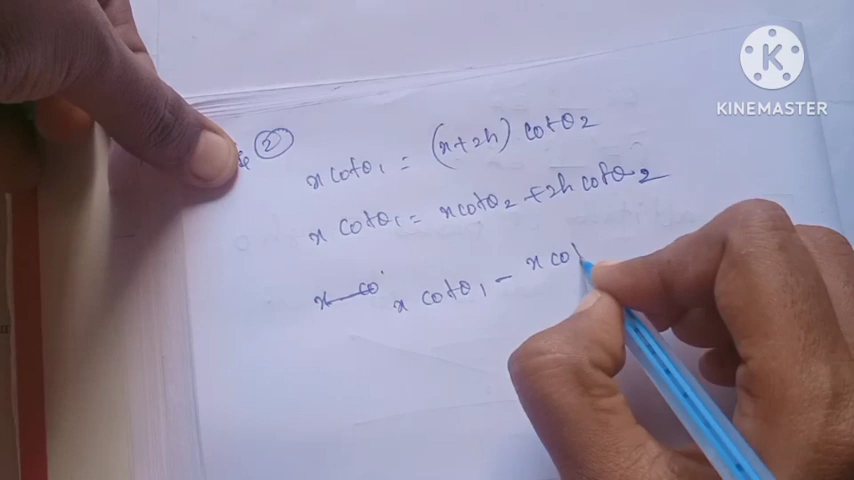 KINEMASTER
②
x cotθ₁ = (x+2h) cotθ₂
x cotθ₁ = x cotθ₂ + 2h cotθ₂
x cotθ₁ - x co